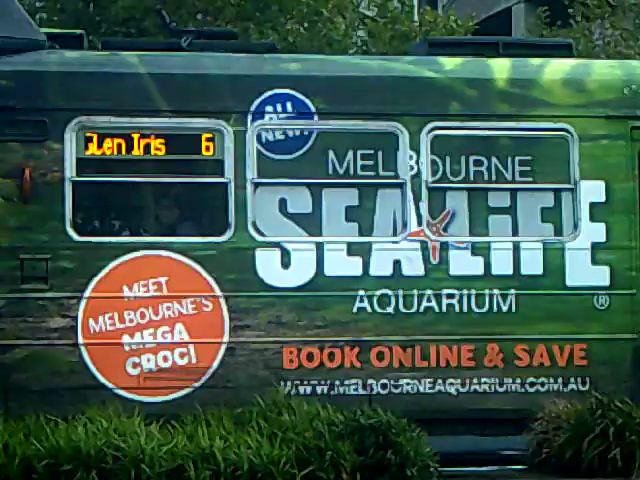 Glen Iris 6
ALL
NEW!
MELBOURNE
SEA LiFE
AQUARIUM
®
MEET
MELBOURNE'S
MEGA
CROC!
BOOK ONLINE & SAVE
WWW.MELBOURNEAQUARIUM.COM.AU